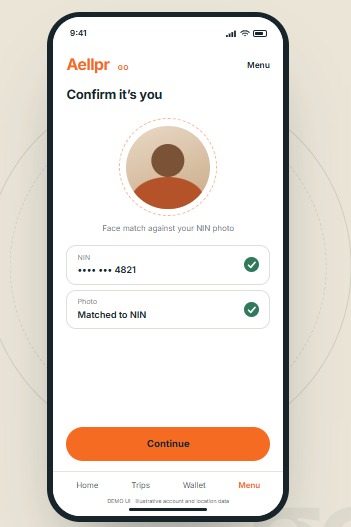 9:41
Aellpr GO
Menu
Confirm it's you
Face match against your NIN photo
NIN
•••• ••• 4821
Photo
Matched to NIN
Continue
Home Trips Wallet Menu
DEMO UI · Illustrative account and location data